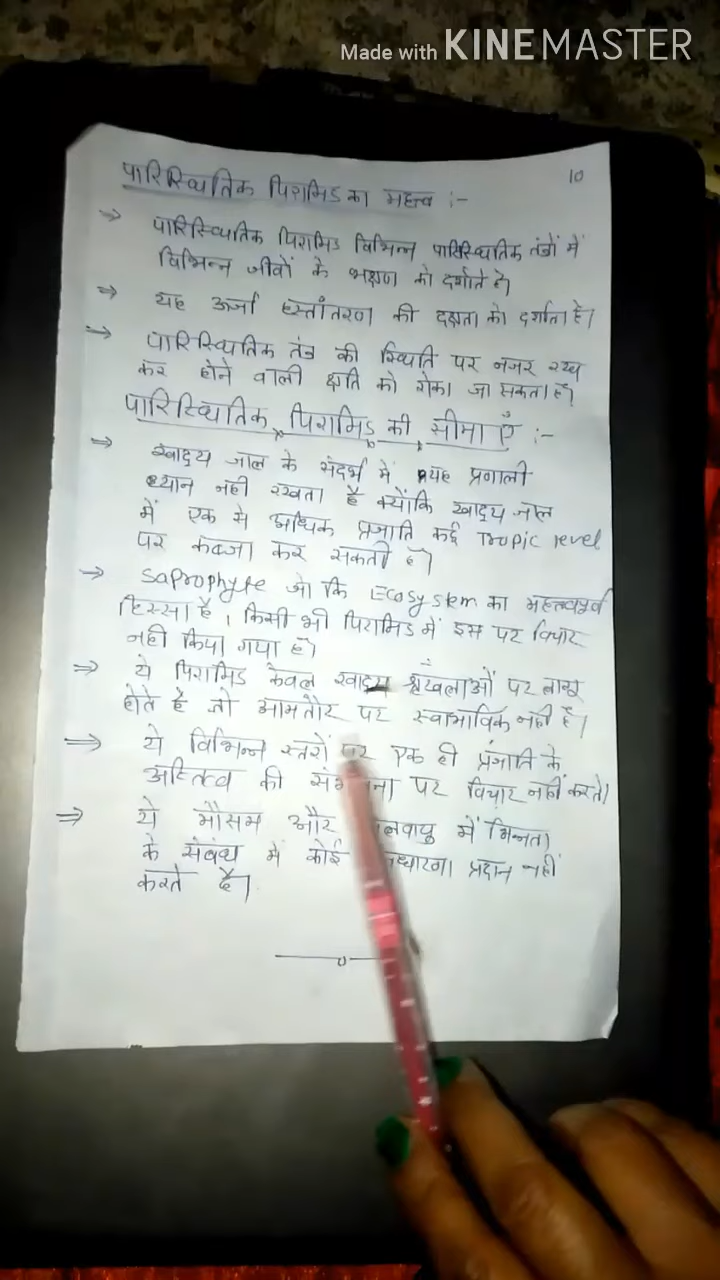 Made with KINEMASTER
10
पारिस्थितिक पिरामिड का महत्व :-
⇒ पारिस्थितिक पिरामिड विभिन्न पारिस्थितिक तंत्रों में
विभिन्न जीवों के भक्षण को दर्शाते है।
⇒ यह ऊर्जा हस्तांतरण की दक्षता को दर्शाता है।
⇒ पारिस्थितिक तंत्र की स्थिति पर नजर रख
कर होने वाली क्षति को रोका जा सकता है।
पारिस्थितिक पिरामिड की सीमाएँ :-
⇒ खाद्य जाल के संदर्भ में यह प्रणाली
ध्यान नही रखता है क्योंकि खाद्य जाल
में एक से अधिक प्रजाति कई Tropic level
पर कब्जा कर सकती है।
⇒ Saprophyte जो कि Ecosystem का महत्वपूर्ण
हिस्सा है, किसी भी पिरामिड में इस पर विचार
नही किया गया है।
⇒ ये पिरामिड केवल खाद्य श्रृंखलाओं पर लागू
होते है जो आमतौर पर स्वाभाविक नही है।
⇒ ये विभिन्न स्तरों पर एक ही प्रजाति के
अस्तित्व की पर विचार नहीं करते।
⇒ ये मौसम और में भिन्नता
के संबंध में कोई प्रदान नहीं
करते है।